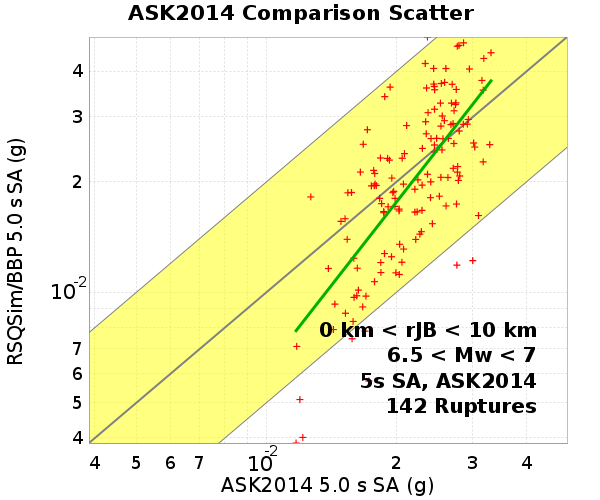 ASK2014 Comparison Scatter
RSQSim/BBP 5.0 s SA (g)
4
3
2
10-2
7
6
5
4
0 km < rJB < 10 km
6.5 < Mw < 7
5s SA, ASK2014
142 Ruptures
4 5 6 7 10-2 2 3 4
ASK2014 5.0 s SA (g)